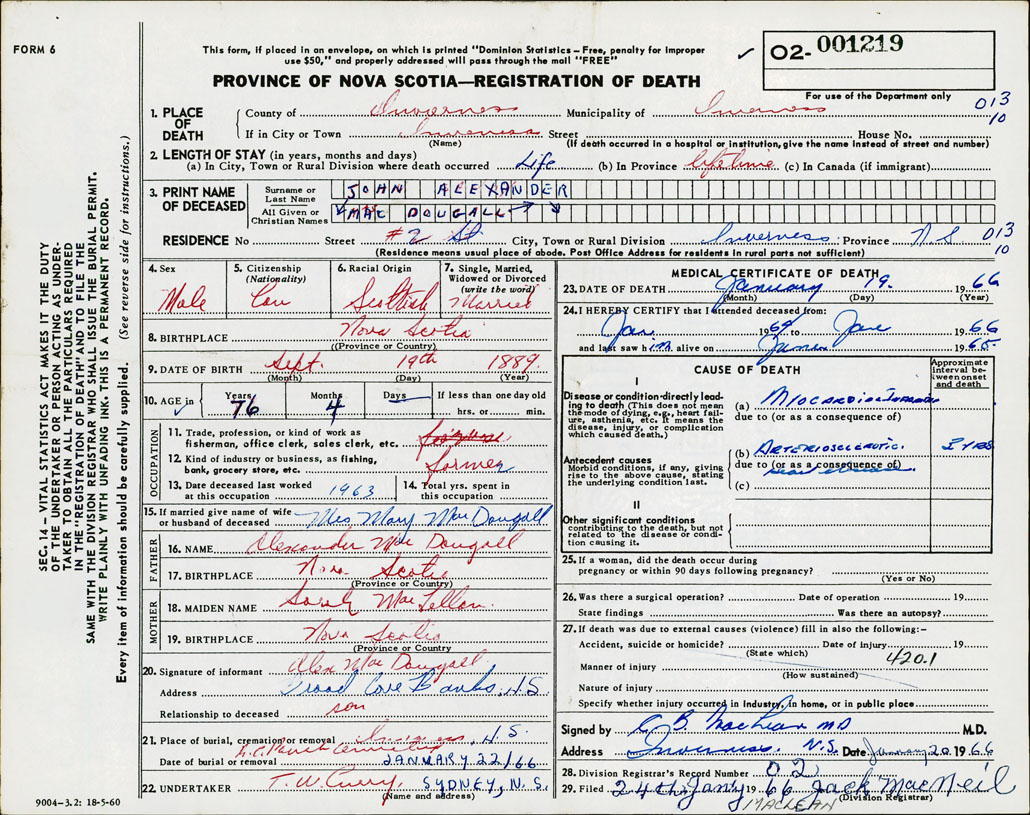 FORM 6
This form, if placed in an envelope, on which is printed "Dominion Statistics – Free, penalty for improper
use $50," and properly addressed will pass through the mail "FREE"
PROVINCE OF NOVA SCOTIA—REGISTRATION OF DEATH
✓ O2- 001219
For use of the Department only
013
10
1. PLACE OF DEATH
County of Inverness Municipality of Inverness
If in City or Town Inverness Street House No.
(Name) (If death occurred in a hospital or institution, give the name instead of street and number)
2. LENGTH OF STAY (in years, months and days)
(a) In City, Town or Rural Division where death occurred Life (b) In Province lifetime (c) In Canada (if immigrant)
3. PRINT NAME OF DECEASED
Surname or Last Name JOHN ALEXANDER
All Given or Christian Names MAC DOUGALL
RESIDENCE No Street #2 St City, Town or Rural Division Inverness Province N.S. 013
10
(Residence means usual place of abode. Post Office Address for residents in rural parts not sufficient)
4. Sex Male
5. Citizenship (Nationality) Can
6. Racial Origin Scottish
7. Single, Married, Widowed or Divorced (write the word) Married
8. BIRTHPLACE Nova Scotia
(Province or Country)
9. DATE OF BIRTH Sept. 19th 1889
(Month) (Day) (Year)
10. AGE in Years 76 Months 4 Days If less than one day old hrs. or min.
OCCUPATION
11. Trade, profession, or kind of work as
fisherman, office clerk, sales clerk, etc.
12. Kind of industry or business, as fishing,
bank, grocery store, etc. Farmer
13. Date deceased last worked
at this occupation 1963
14. Total yrs. spent in
this occupation
15. If married give name of wife
or husband of deceased Mrs Mary MacDougall
FATHER
16. NAME Alexander Mac Dougall
17. BIRTHPLACE Nova Scotia
(Province or Country)
MOTHER
18. MAIDEN NAME Sarah MacLellan
19. BIRTHPLACE Nova Scotia
(Province or Country)
20. Signature of informant Alex MacDougall
Address Broad Cove Banks, N.S
Relationship to deceased son
21. Place of burial, cremation or removal Inverness, N.S.
R.C. Parish Cemetery
Date of burial or removal JANUARY 22/66
22. UNDERTAKER T.W. Curry, SYDNEY, N.S.
(Name and address)
9004–3.2: 18-5-60
MEDICAL CERTIFICATE OF DEATH
23. DATE OF DEATH January 19. 1966
(Month) (Day) (Year)
24. I HEREBY CERTIFY that I attended deceased from:
Jan. 1964 to Jan 1966
and last saw him alive on 1965
CAUSE OF DEATH
Approximate interval between onset and death
I
Disease or condition directly leading to death (This does not mean the mode of dying, e.g., heart failure, asthenia, etc. It means the disease, injury, or complication which caused death.)
(a)
due to (or as a consequence of)
Antecedent causes
Morbid conditions, if any, giving rise to the above cause, stating the underlying condition last.
(b) ARTERIOSCLEROTIC YRS
due to (or as a consequence of)
(c)
II
Other significant conditions
contributing to the death, but not related to the disease or condition causing it.
25. If a woman, did the death occur during
pregnancy or within 90 days following pregnancy?
(Yes or No)
26. Was there a surgical operation? Date of operation 19
State findings Was there an autopsy?
27. If death was due to external causes (violence) fill in also the following:–
Accident, suicide or homicide? Date of injury 19
(State which)
420.1
Manner of injury
(How sustained)
Nature of injury
Specify whether injury occurred in industry, in home, or in public place
Signed by C B MacLean MD M.D.
Address Inverness. N.S. Date January 20 1966
28. Division Registrar's Record Number 02
29. Filed 24th Jany 1966 Jack MacNeil
MACLEAN
(Division Registrar)
SEC. 14 – VITAL STATISTICS ACT MAKES IT THE DUTY
OF THE UNDERTAKER OR PERSON ACTING AS UNDERTAKER
TO OBTAIN ALL THE PARTICULARS REQUIRED
IN THE "REGISTRATION OF DEATH" AND TO FILE THE
SAME WITH THE DIVISION REGISTRAR WHO SHALL ISSUE THE BURIAL PERMIT.
WRITE PLAINLY WITH UNFADING INK. THIS IS A PERMANENT RECORD.
Every item of information should be carefully supplied. (See reverse side for instructions.)